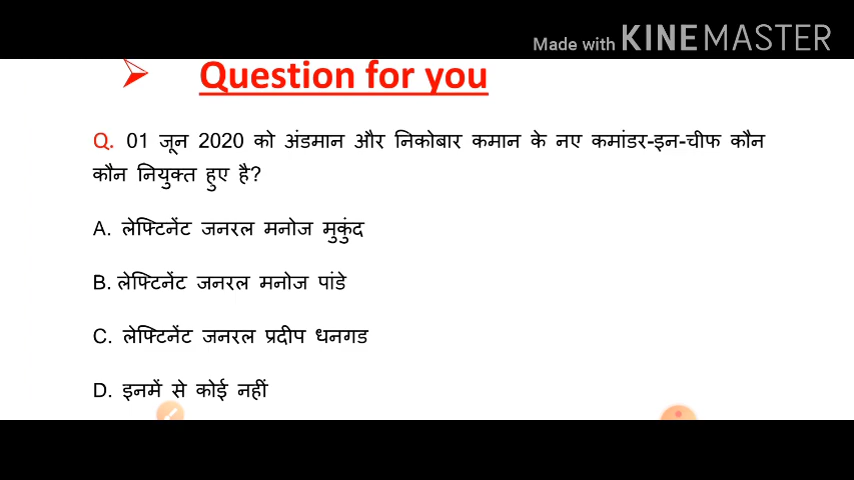 Made with KINEMASTER
➢ Question for you
Q. 01 जून 2020 को अंडमान और निकोबार कमान के नए कमांडर-इन-चीफ कौन
कौन नियुक्त हुए है?
A. लेफ्टिनेंट जनरल मनोज मुकुंद
B. लेफ्टिनेंट जनरल मनोज पांडे
C. लेफ्टिनेंट जनरल प्रदीप धनगड
D. इनमें से कोई नहीं